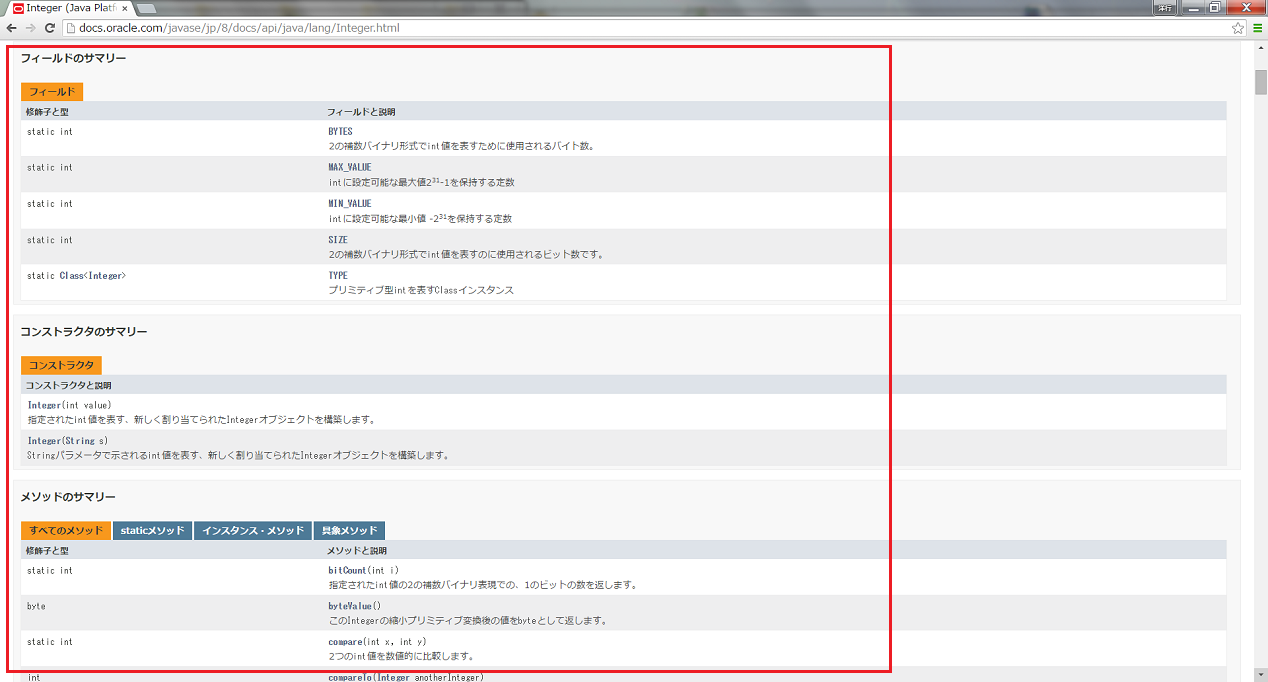 Integer (Java Platf
洋行
docs.oracle.com/javase/jp/8/docs/api/java/lang/Integer.html
フィールドのサマリー
フィールド
修飾子と型 フィールドと説明
static int BYTES
2の補数バイナリ形式でint値を表すために使用されるバイト数。
static int MAX_VALUE
intに設定可能な最大値2³¹-1を保持する定数
static int MIN_VALUE
intに設定可能な最小値 -2³¹を保持する定数
static int SIZE
2の補数バイナリ形式でint値を表すのに使用されるビット数です。
static Class<Integer> TYPE
プリミティブ型intを表すClassインスタンス
コンストラクタのサマリー
コンストラクタ
コンストラクタと説明
Integer(int value)
指定されたint値を表す、新しく割り当てられたIntegerオブジェクトを構築します。
Integer(String s)
Stringパラメータで示されるint値を表す、新しく割り当てられたIntegerオブジェクトを構築します。
メソッドのサマリー
すべてのメソッド staticメソッド インスタンス・メソッド 具象メソッド
修飾子と型 メソッドと説明
static int bitCount(int i)
指定されたint値の2の補数バイナリ表現での、1のビットの数を返します。
byte byteValue()
このIntegerの縮小プリミティブ変換後の値をbyteとして返します。
static int compare(int x, int y)
2つのint値を数値的に比較します。
int compareTo(Integer anotherInteger)